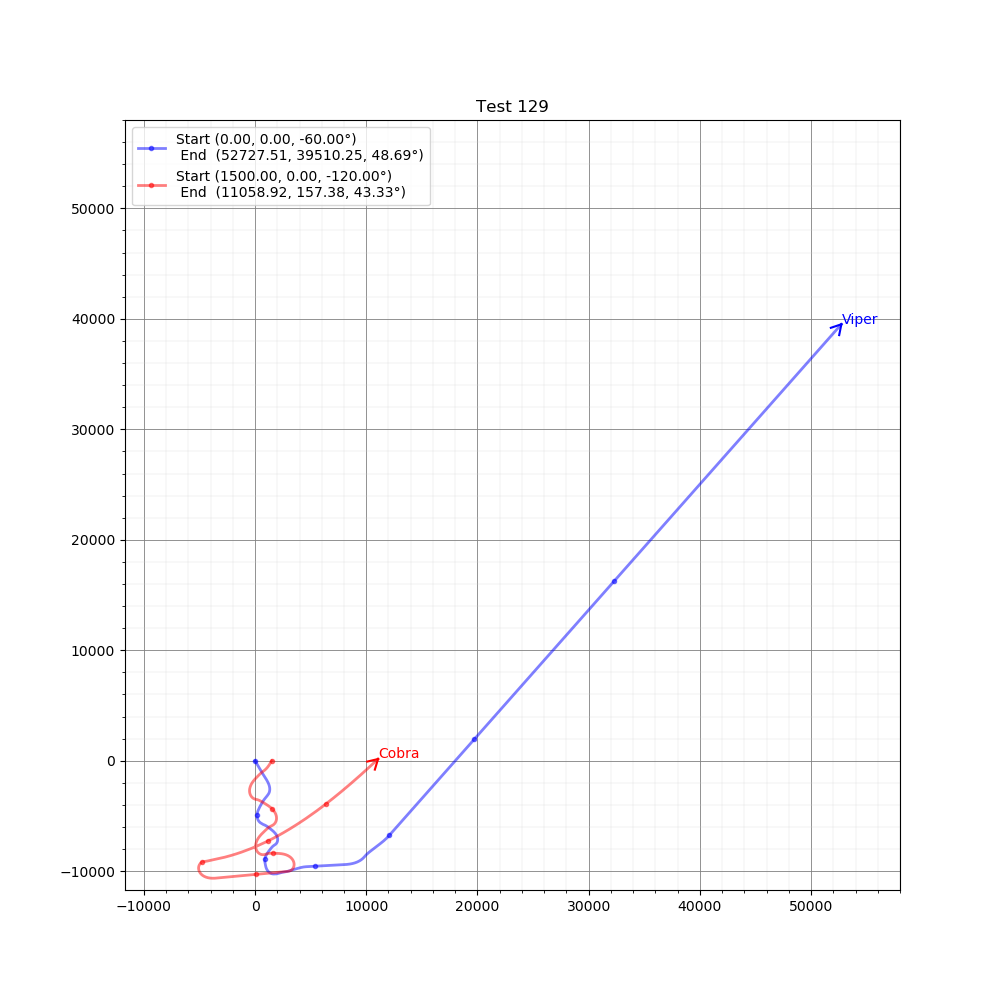 Test 129
Start (0.00, 0.00, -60.00°)
End (52727.51, 39510.25, 48.69°)
Start (1500.00, 0.00, -120.00°)
End (11058.92, 157.38, 43.33°)
50000
40000
30000
20000
10000
0
−10000
Viper
Cobra
−10000 0 10000 20000 30000 40000 50000